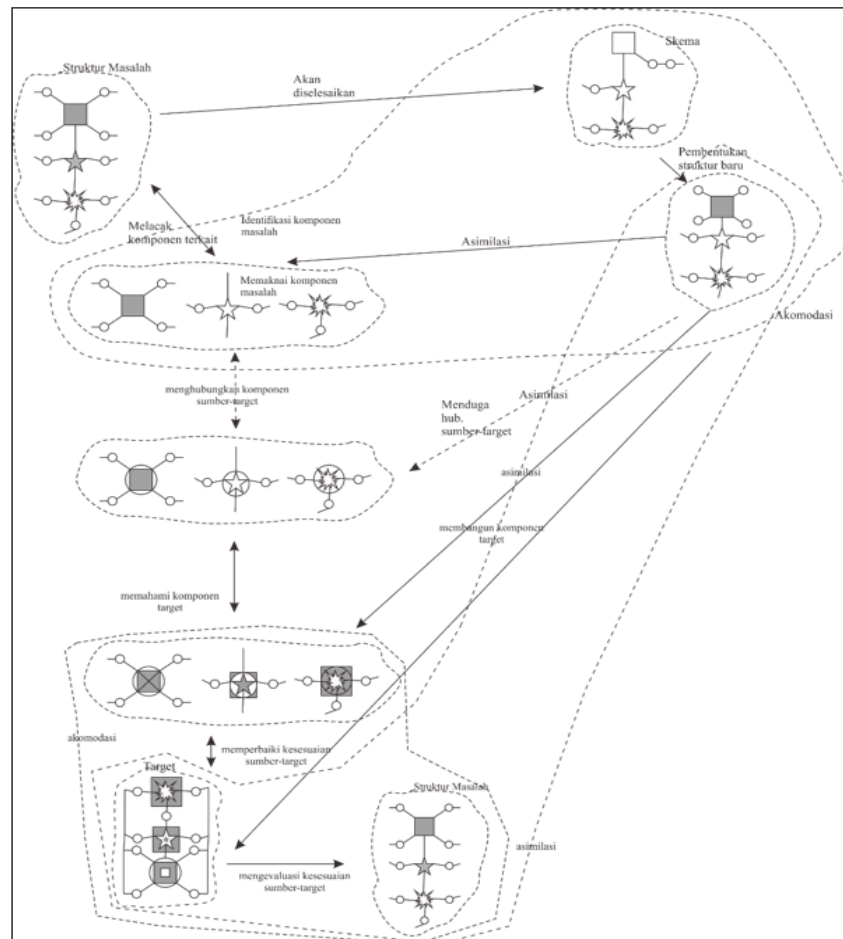 Skema
Struktur Masalah
Akan
diselesaikan
Pembentukan
struktur baru
Identifikasi komponen
masalah
Melacak
komponen terkait
Asimilasi
Memaknai komponen
masalah
Akomodasi
menghubungkan komponen
sumber-target
Asimilasi
Menduga
hub.
sumber-target
asimilasi
membangun komponen
target
memahami komponen
target
akomodasi
memperbaiki kesesuaian
sumber-target
Target
Struktur Masalah
asimilasi
mengevaluasi kesesuaian
sumber-target